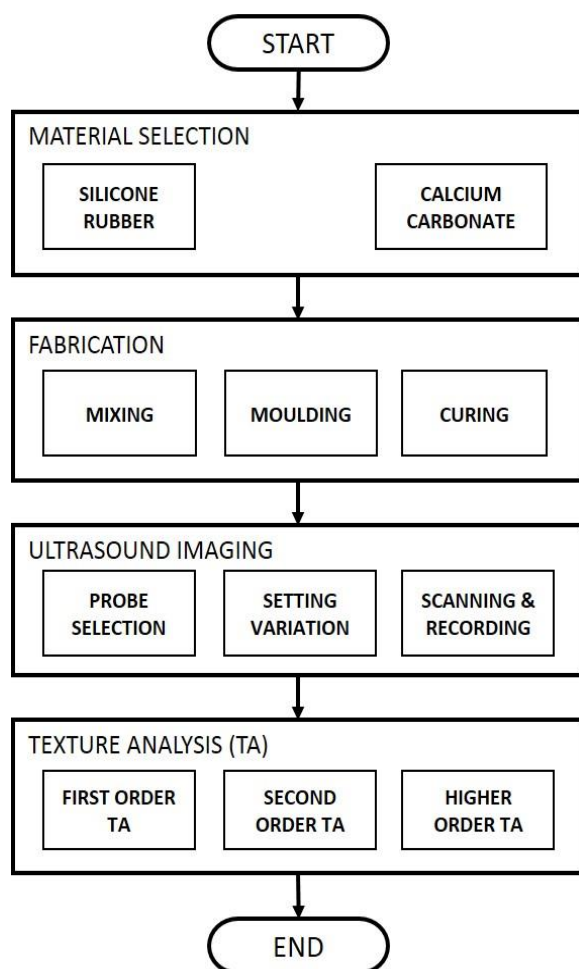 START
MATERIAL SELECTION
SILICONE
RUBBER
CALCIUM
CARBONATE
FABRICATION
MIXING
MOULDING
CURING
ULTRASOUND IMAGING
PROBE
SELECTION
SETTING
VARIATION
SCANNING &
RECORDING
TEXTURE ANALYSIS (TA)
FIRST ORDER
TA
SECOND
ORDER TA
HIGHER
ORDER TA
END